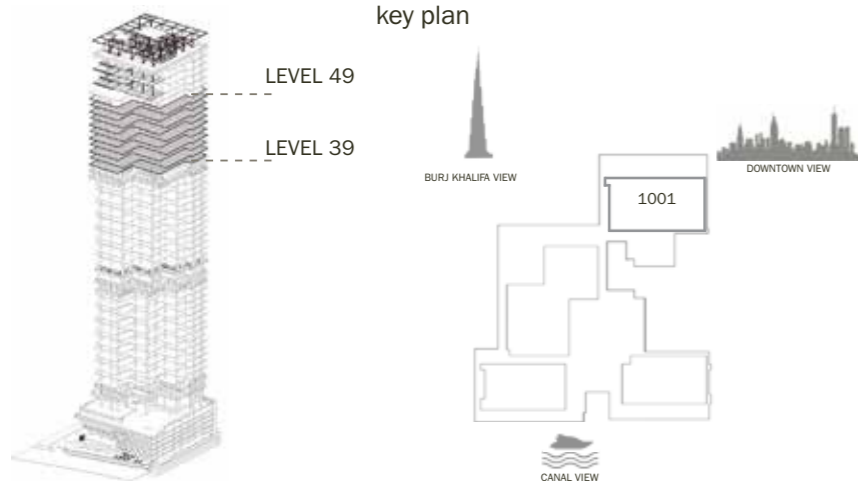 key plan
LEVEL 49
LEVEL 39
BURJ KHALIFA VIEW
DOWNTOWN VIEW
1001
CANAL VIEW